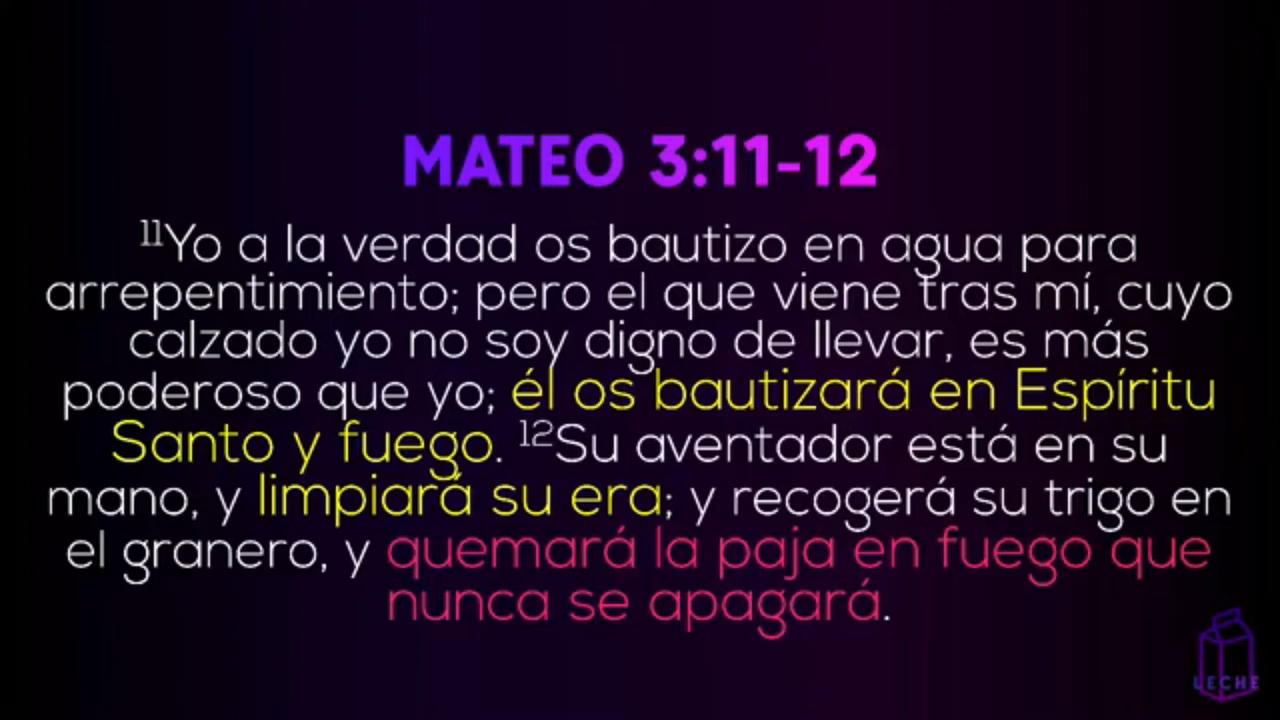 MATEO 3:11-12
¹¹Yo a la verdad os bautizo en agua para
arrepentimiento; pero el que viene tras mí, cuyo
calzado yo no soy digno de llevar, es más
poderoso que yo; él os bautizará en Espíritu
Santo y fuego. ¹²Su aventador está en su
mano, y limpiará su era; y recogerá su trigo en
el granero, y quemará la paja en fuego que
nunca se apagará.
LECHE